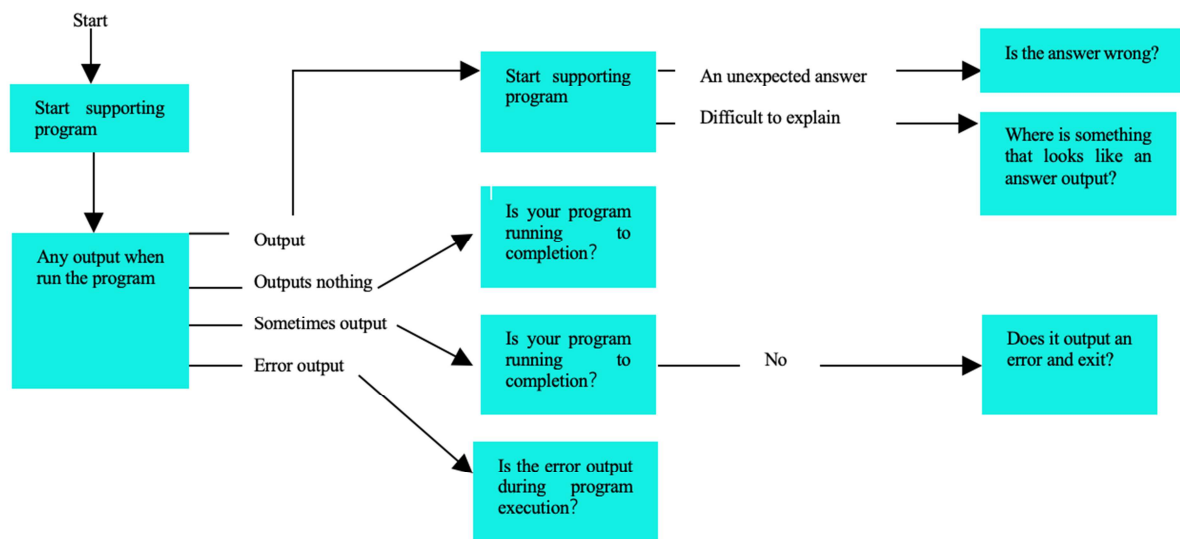 Start
Start supporting
program
Any output when
run the program
Output
Outputs nothing
Sometimes output
Error output
Start supporting
program
An unexpected answer
Difficult to explain
Is the answer wrong?
Where is something
that looks like an
answer output?
Is your program
running to
completion?
Is your program
running to
completion?
No
Does it output an
error and exit?
Is the error output
during program
execution?